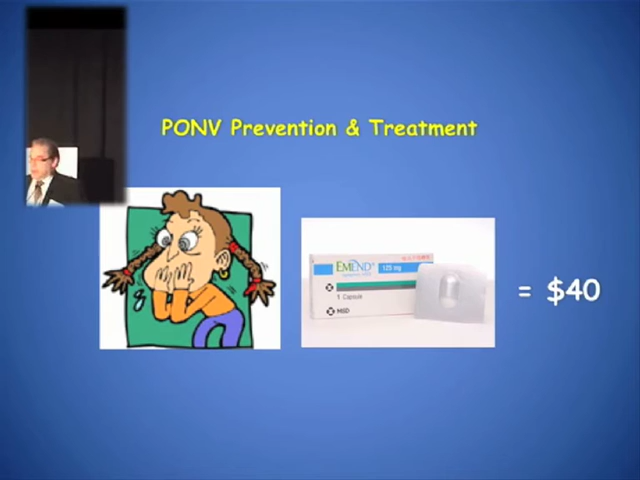 PONV Prevention & Treatment
EMEND
125 mg
1 Capsule
MSD
= $40